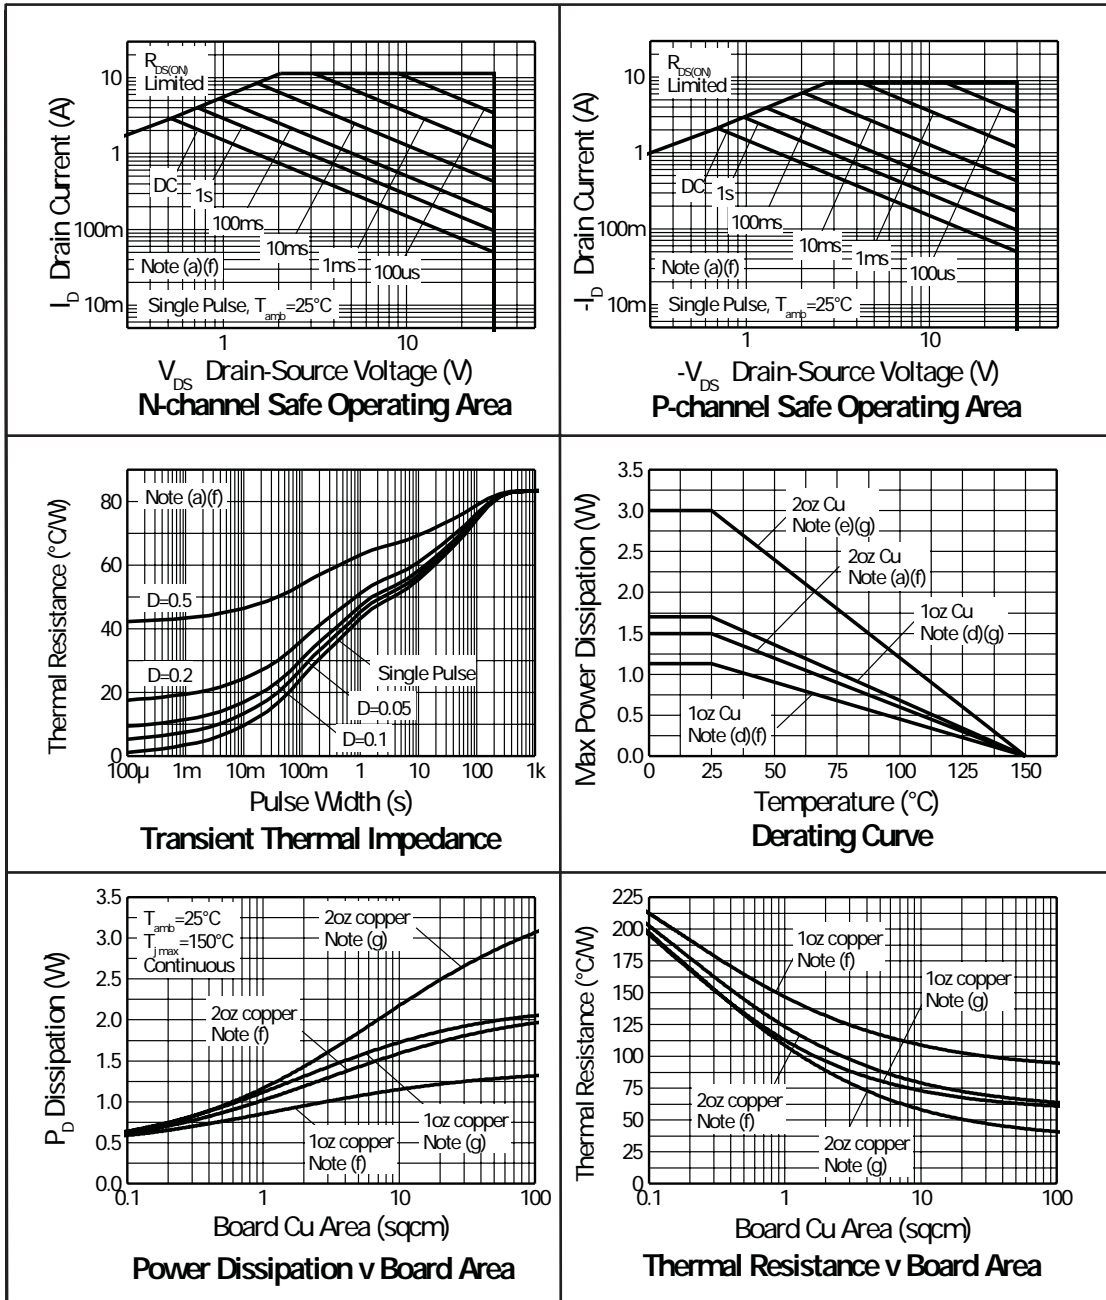 R_DS(ON)
Limited
10
1
100m
10m
I_D Drain Current (A)
DC
1s
100ms
10ms
1ms
100us
Note (a)(f)
Single Pulse, T_amb=25°C
1
10
V_DS Drain-Source Voltage (V)
N-channel Safe Operating Area
R_DS(ON)
Limited
10
1
100m
10m
-I_D Drain Current (A)
DC
1s
100ms
10ms
1ms
100us
Note (a)(f)
Single Pulse, T_amb=25°C
1
10
-V_DS Drain-Source Voltage (V)
P-channel Safe Operating Area
Note (a)(f)
80
60
40
20
0
Thermal Resistance (°C/W)
D=0.5
D=0.2
Single Pulse
D=0.05
D=0.1
100µ
1m
10m
100m
1
10
100
1k
Pulse Width (s)
Transient Thermal Impedance
3.5
3.0
2.5
2.0
1.5
1.0
0.5
0.0
Max Power Dissipation (W)
2oz Cu
Note (e)(g)
2oz Cu
Note (a)(f)
1oz Cu
Note (d)(g)
1oz Cu
Note (d)(f)
0
25
50
75
100
125
150
Temperature (°C)
Derating Curve
3.5
3.0
2.5
2.0
1.5
1.0
0.5
0.0
P_D Dissipation (W)
T_amb=25°C
T_j max=150°C
Continuous
2oz copper
Note (g)
2oz copper
Note (f)
1oz copper
Note (g)
1oz copper
Note (f)
0.1
1
10
100
Board Cu Area (sqcm)
Power Dissipation v Board Area
225
200
175
150
125
100
75
50
25
0
Thermal Resistance (°C/W)
1oz copper
Note (f)
1oz copper
Note (g)
2oz copper
Note (f)
2oz copper
Note (g)
0.1
1
10
100
Board Cu Area (sqcm)
Thermal Resistance v Board Area